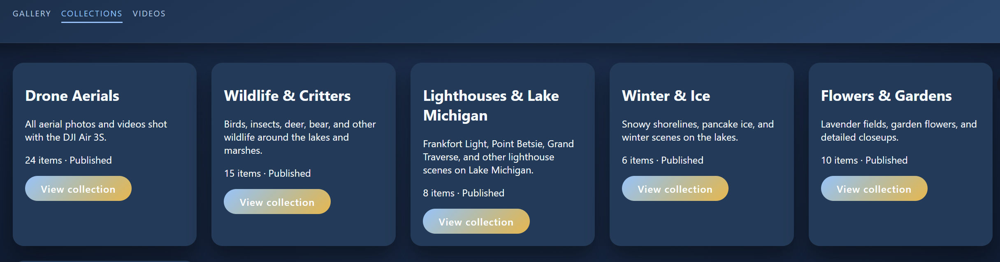 GALLERY COLLECTIONS VIDEOS
Drone Aerials
All aerial photos and videos shot
with the DJI Air 3S.
24 items · Published
View collection
Wildlife & Critters
Birds, insects, deer, bear, and other
wildlife around the lakes and
marshes.
15 items · Published
View collection
Lighthouses & Lake
Michigan
Frankfort Light, Point Betsie, Grand
Traverse, and other lighthouse
scenes on Lake Michigan.
8 items · Published
View collection
Winter & Ice
Snowy shorelines, pancake ice, and
winter scenes on the lakes.
6 items · Published
View collection
Flowers & Gardens
Lavender fields, garden flowers, and
detailed closeups.
10 items · Published
View collection